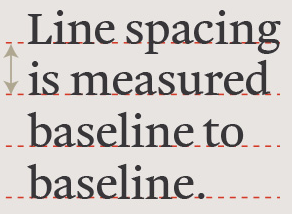 Line spacing
is measured
baseline to
baseline.